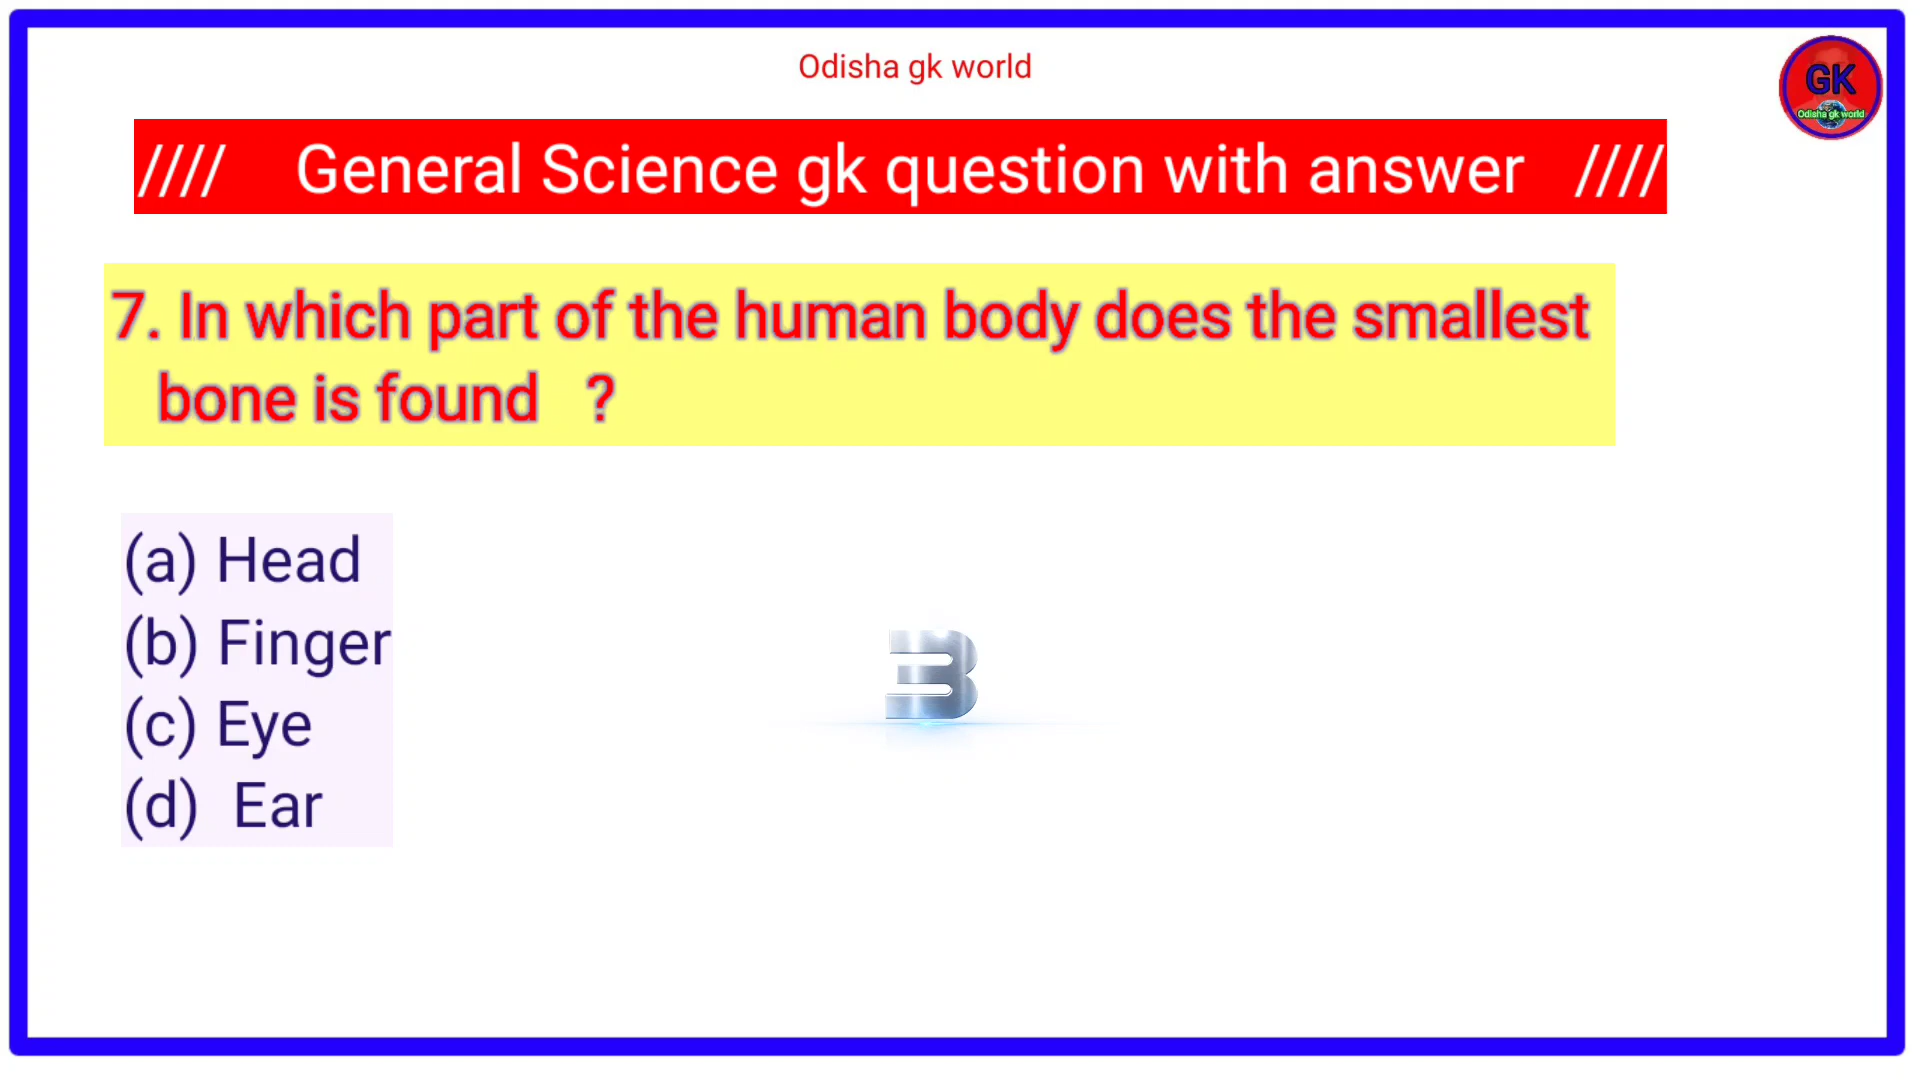 Odisha gk world
GK
Odisha gk world
//// General Science gk question with answer ////
7. In which part of the human body does the smallest
bone is found ?
(a) Head
(b) Finger
(c) Eye
(d) Ear
3